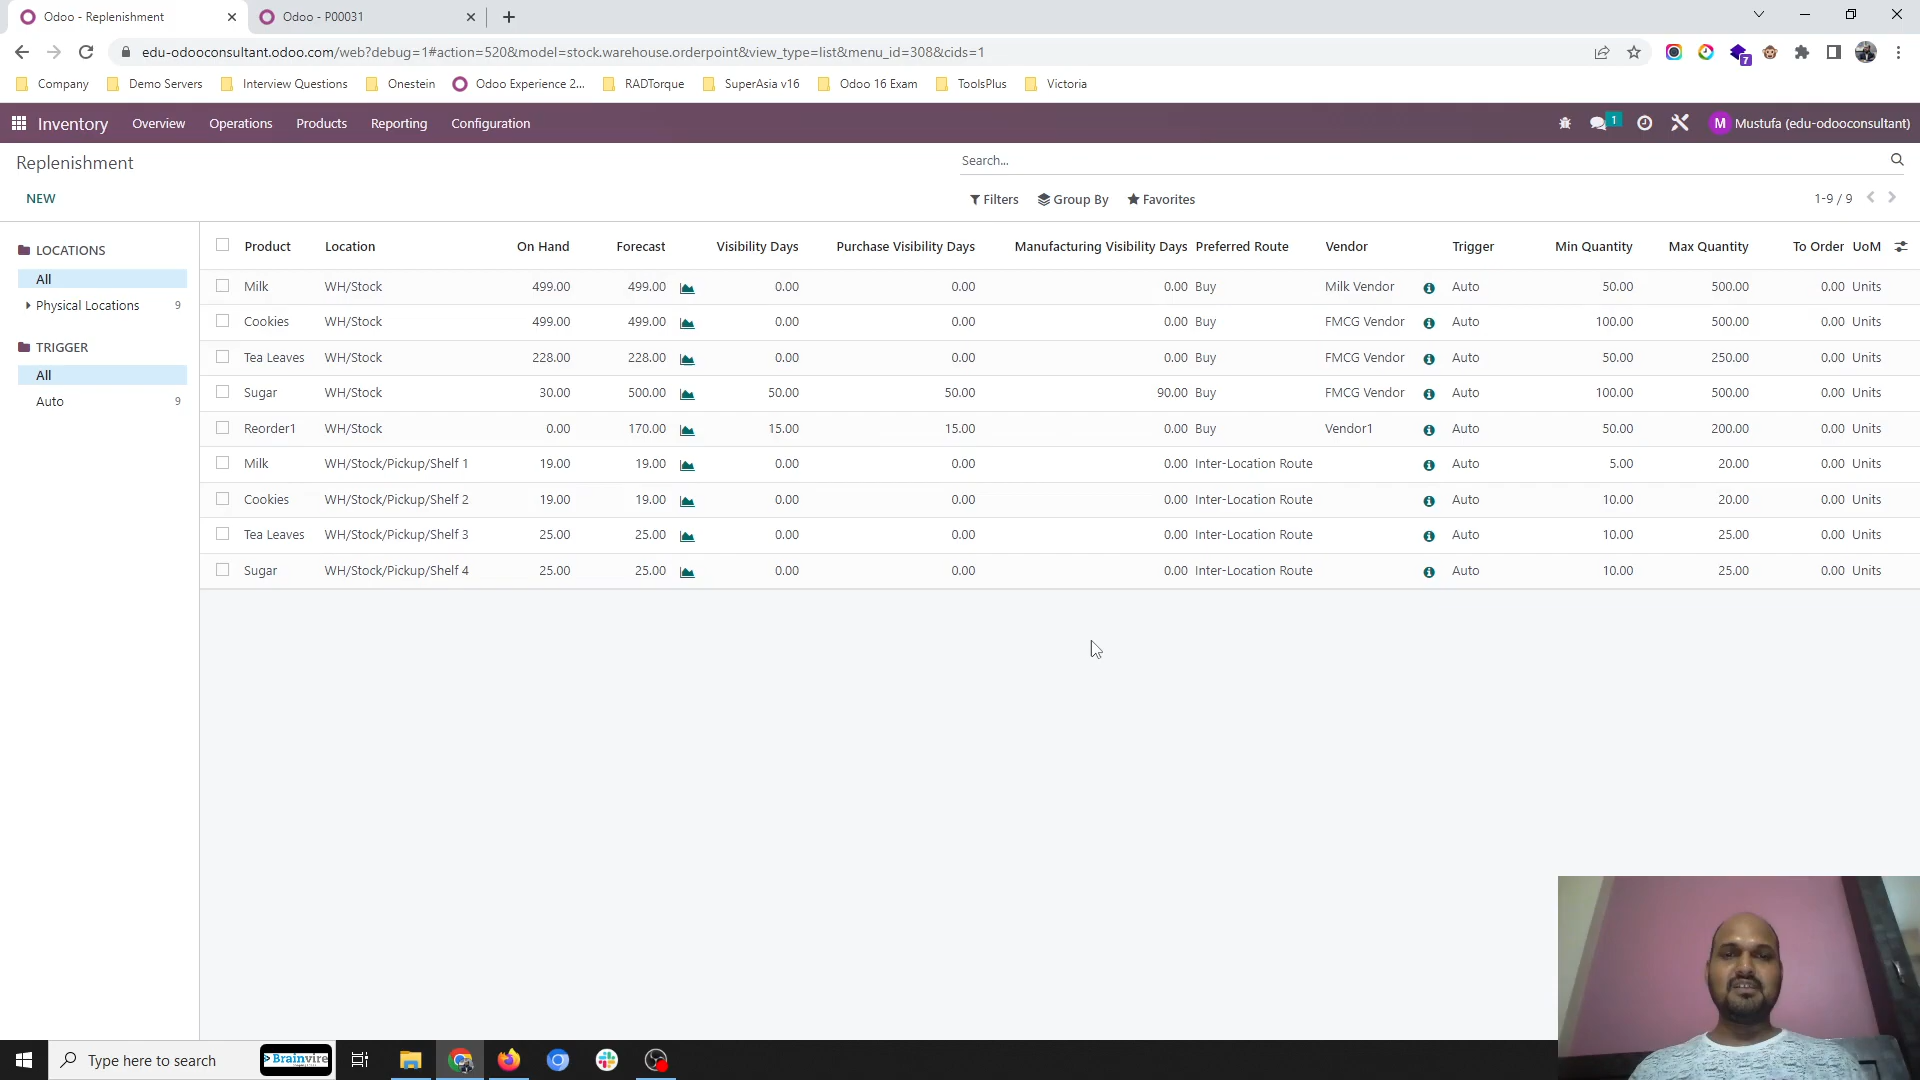 Odoo - Replenishment
Odoo - P00031
edu-odooconsultant.odoo.com/web?debug=1#action=520&model=stock.warehouse.orderpoint&view_type=list&menu_id=308&cids=1
7
Company Demo Servers Interview Questions Onestein Odoo Experience 2... RADTorque SuperAsia v16 Odoo 16 Exam ToolsPlus Victoria
Inventory Overview Operations Products Reporting Configuration 1 M Mustufa (edu-odooconsultant)
Replenishment Search...
NEW Filters Group By Favorites 1-9 / 9
LOCATIONS
All
Physical Locations 9
TRIGGER
All
Auto 9
Product Location On Hand Forecast Visibility Days Purchase Visibility Days Manufacturing Visibility Days Preferred Route Vendor Trigger Min Quantity Max Quantity To Order UoM
Milk WH/Stock 499.00 499.00 0.00 0.00 0.00 Buy Milk Vendor Auto 50.00 500.00 0.00 Units
Cookies WH/Stock 499.00 499.00 0.00 0.00 0.00 Buy FMCG Vendor Auto 100.00 500.00 0.00 Units
Tea Leaves WH/Stock 228.00 228.00 0.00 0.00 0.00 Buy FMCG Vendor Auto 50.00 250.00 0.00 Units
Sugar WH/Stock 30.00 500.00 50.00 50.00 90.00 Buy FMCG Vendor Auto 100.00 500.00 0.00 Units
Reorder1 WH/Stock 0.00 170.00 15.00 15.00 0.00 Buy Vendor1 Auto 50.00 200.00 0.00 Units
Milk WH/Stock/Pickup/Shelf 1 19.00 19.00 0.00 0.00 0.00 Inter-Location Route Auto 5.00 20.00 0.00 Units
Cookies WH/Stock/Pickup/Shelf 2 19.00 19.00 0.00 0.00 0.00 Inter-Location Route Auto 10.00 20.00 0.00 Units
Tea Leaves WH/Stock/Pickup/Shelf 3 25.00 25.00 0.00 0.00 0.00 Inter-Location Route Auto 10.00 25.00 0.00 Units
Sugar WH/Stock/Pickup/Shelf 4 25.00 25.00 0.00 0.00 0.00 Inter-Location Route Auto 10.00 25.00 0.00 Units
Type here to search Brainvire